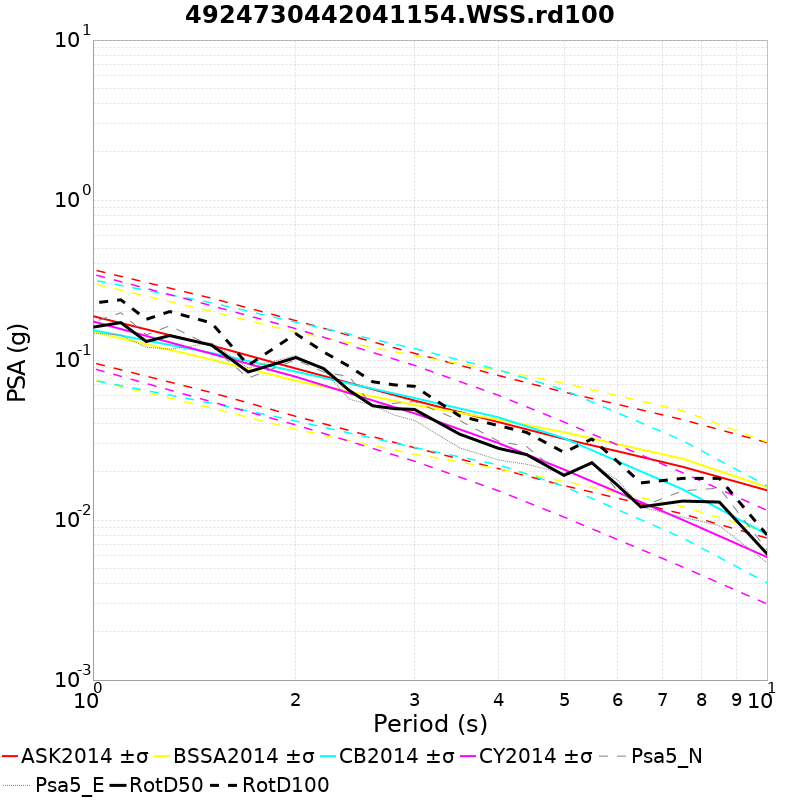 4924730442041154.WSS.rd100
10^1
10^0
10^-1
10^-2
10^-3
PSA (g)
10^0 2 3 4 5 6 7 8 9 10^1
Period (s)
ASK2014 ±σ BSSA2014 ±σ CB2014 ±σ CY2014 ±σ Psa5_N
Psa5_E RotD50 RotD100